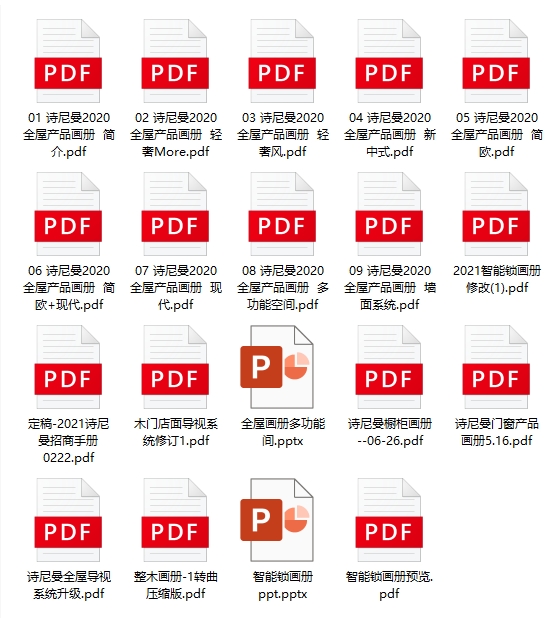 PDF PDF PDF PDF PDF
01 诗尼曼2020 02 诗尼曼2020 03 诗尼曼2020 04 诗尼曼2020 05 诗尼曼2020
全屋产品画册 简 全屋产品画册 轻 全屋产品画册 轻 全屋产品画册 新 全屋产品画册 简
介.pdf 奢More.pdf 奢风.pdf 中式.pdf 欧.pdf
PDF PDF PDF PDF PDF
06 诗尼曼2020 07 诗尼曼2020 08 诗尼曼2020 09 诗尼曼2020 2021智能锁画册
全屋产品画册 简 全屋产品画册 现 全屋产品画册 多 全屋产品画册 墙 修改(1).pdf
欧+现代.pdf 代.pdf 功能空间.pdf 面系统.pdf
PDF PDF P PDF PDF
定稿-2021诗尼 木门店面导视系 全屋画册多功能 诗尼曼橱柜画册 诗尼曼门窗产品
曼招商手册 统修订1.pdf 间.pptx --06-26.pdf 画册5.16.pdf
0222.pdf
PDF PDF P PDF
诗尼曼全屋导视 整木画册-1转曲 智能锁画册 智能锁画册预览.
系统升级.pdf 压缩版.pdf ppt.pptx pdf